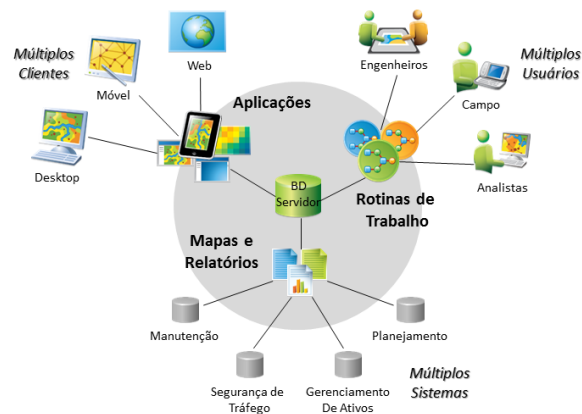 Múltiplos
Clientes
Móvel
Web
Desktop
Aplicações
Engenheiros
Múltiplos
Usuários
Campo
Analistas
BD
Servidor
Rotinas de
Trabalho
Mapas e
Relatórios
Manutenção
Planejamento
Segurança de
Tráfego
Gerenciamento
De Ativos
Múltiplos
Sistemas